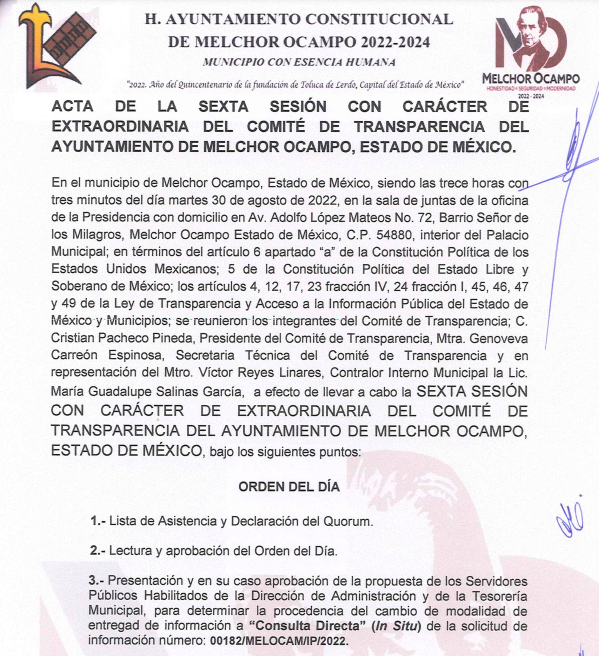 H. AYUNTAMIENTO CONSTITUCIONAL
DE MELCHOR OCAMPO 2022-2024
MUNICIPIO CON ESENCIA HUMANA
"2022. Año del Quincentenario de la fundación de Toluca de Lerdo, Capital del Estado de México"
MELCHOR OCAMPO
HONESTIDAD • SEGURIDAD • MODERNIDAD
2022 - 2024
ACTA DE LA SEXTA SESIÓN CON CARÁCTER DE
EXTRAORDINARIA DEL COMITÉ DE TRANSPARENCIA DEL
AYUNTAMIENTO DE MELCHOR OCAMPO, ESTADO DE MÉXICO.
En el municipio de Melchor Ocampo, Estado de México, siendo las trece horas con
tres minutos del día martes 30 de agosto de 2022, en la sala de juntas de la oficina
de la Presidencia con domicilio en Av. Adolfo López Mateos No. 72, Barrio Señor de
los Milagros, Melchor Ocampo Estado de México, C.P. 54880, interior del Palacio
Municipal; en términos del artículo 6 apartado “a” de la Constitución Política de los
Estados Unidos Mexicanos; 5 de la Constitución Política del Estado Libre y
Soberano de México; los artículos 4, 12, 17, 23 fracción IV, 24 fracción I, 45, 46, 47
y 49 de la Ley de Transparencia y Acceso a la Información Pública del Estado de
México y Municipios; se reunieron los integrantes del Comité de Transparencia; C.
Cristian Pacheco Pineda, Presidente del Comité de Transparencia, Mtra. Genoveva
Carreón Espinosa, Secretaria Técnica del Comité de Transparencia y en
representación del Mtro. Víctor Reyes Linares, Contralor Interno Municipal la Lic.
María Guadalupe Salinas García, a efecto de llevar a cabo la SEXTA SESIÓN
CON CARÁCTER DE EXTRAORDINARIA DEL COMITÉ DE
TRANSPARENCIA DEL AYUNTAMIENTO DE MELCHOR OCAMPO,
ESTADO DE MÉXICO, bajo los siguientes puntos:
ORDEN DEL DÍA
1.- Lista de Asistencia y Declaración del Quorum.
2.- Lectura y aprobación del Orden del Día.
3.- Presentación y en su caso aprobación de la propuesta de los Servidores
Públicos Habilitados de la Dirección de Administración y de la Tesorería
Municipal, para determinar la procedencia del cambio de modalidad de
entregad de información a “Consulta Directa” (In Situ) de la solicitud de
información número: 00182/MELOCAM/IP/2022.